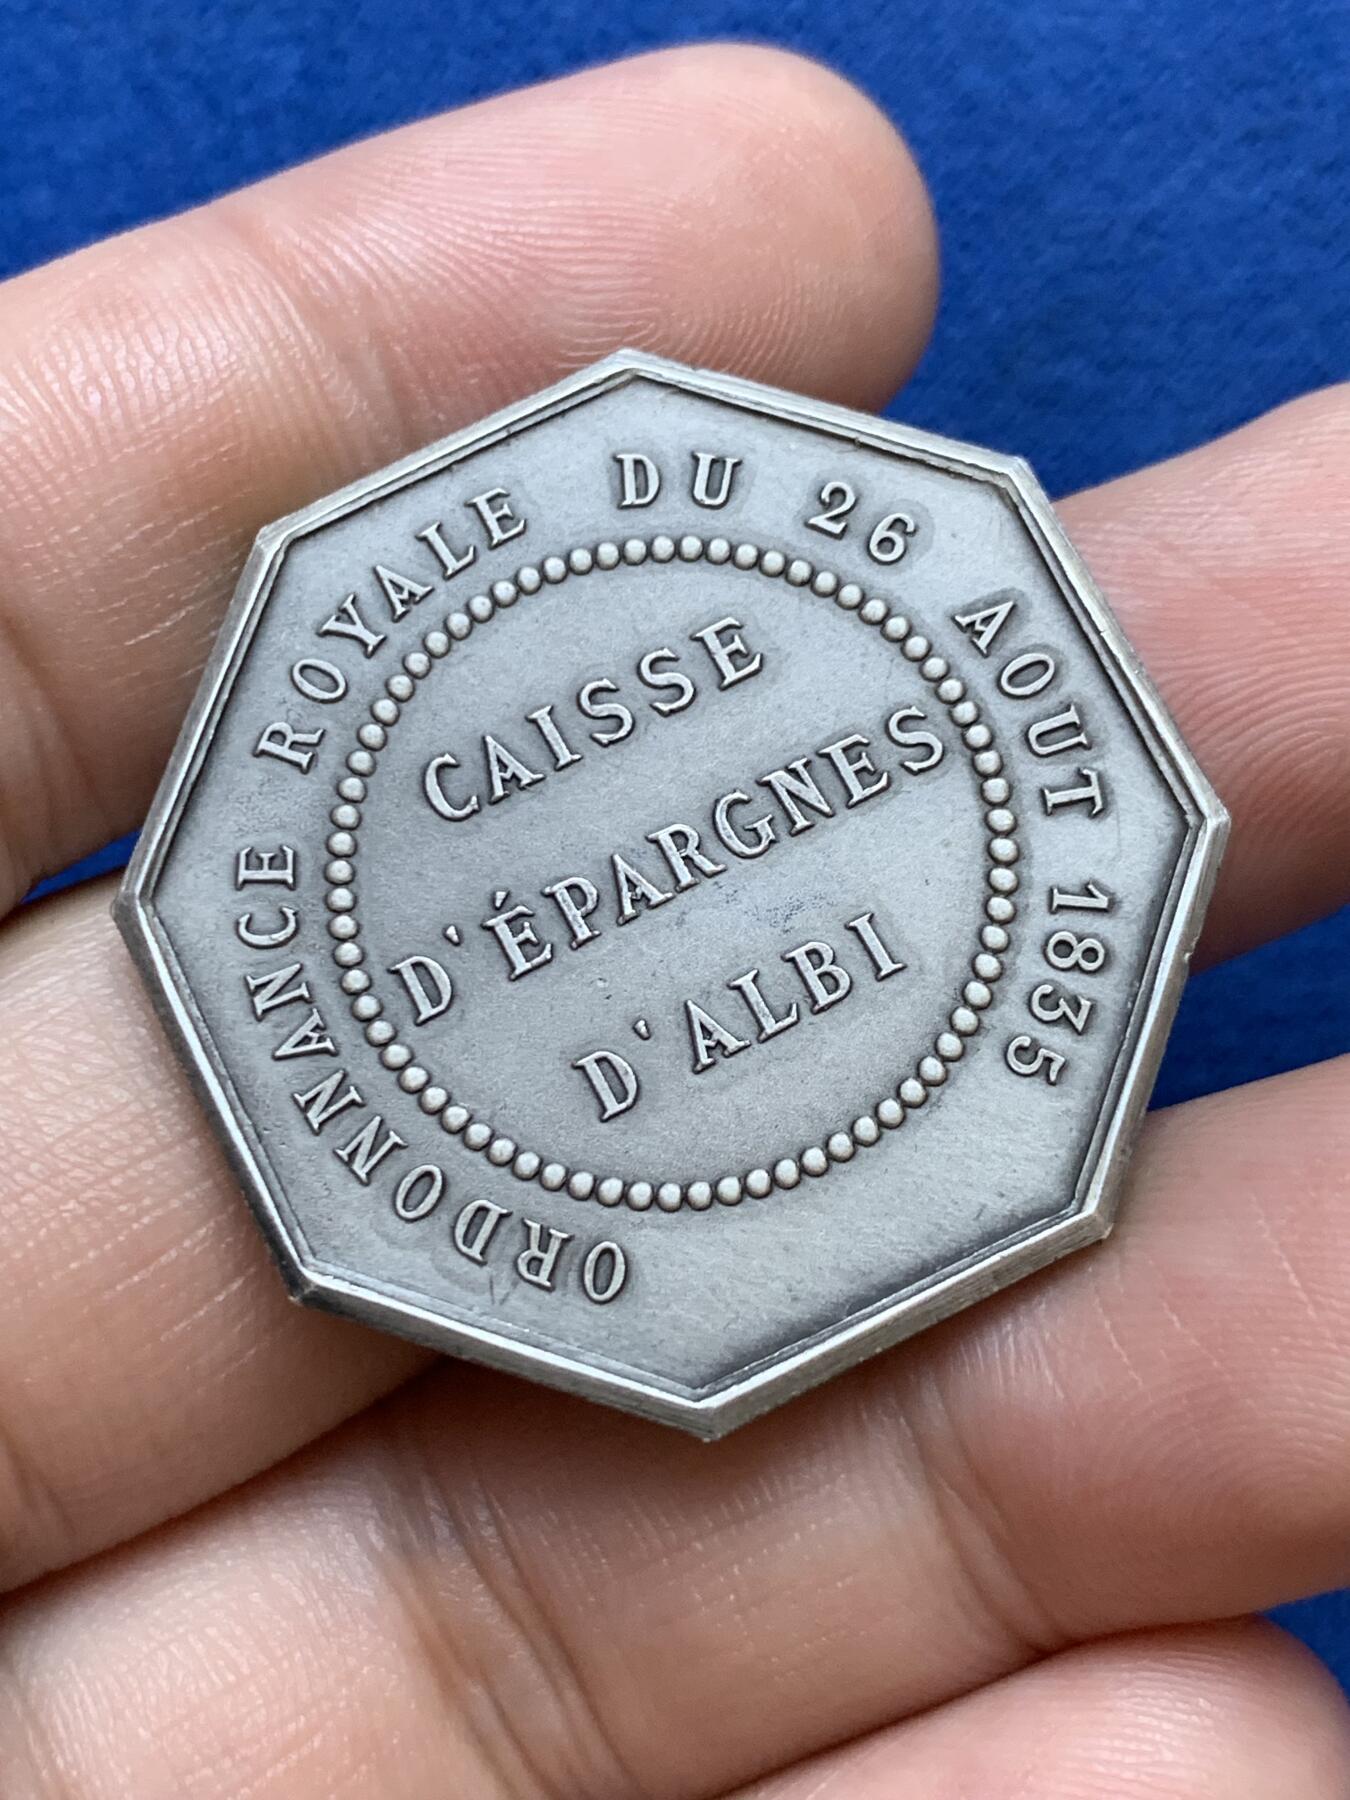 ORDONNANCE ROYALE DU 26 AOUT 1835
CAISSE
D'ÉPARGNES
D'ALBI